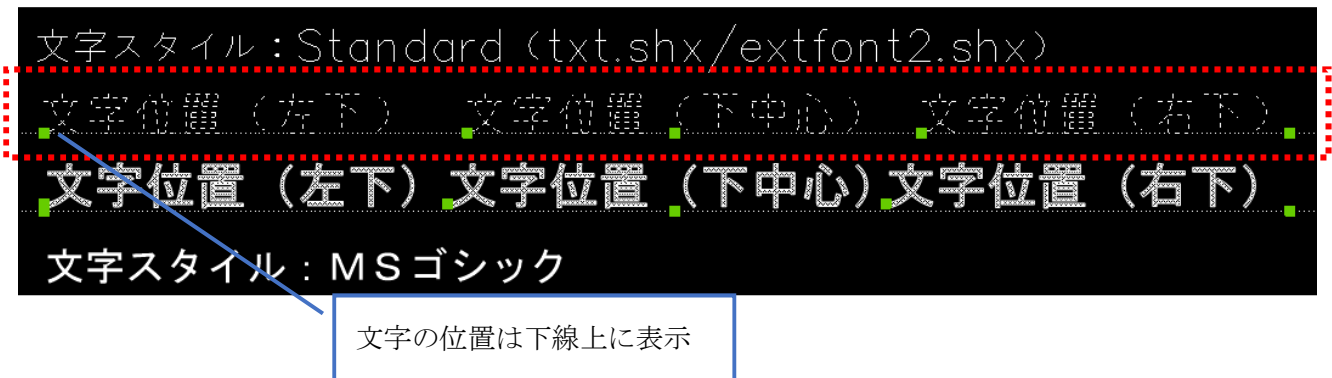 文字スタイル：Standard（txt.shx/extfont2.shx）
文字位置（左下） 文字位置（下中心） 文字位置（右下）
文字位置（左下） 文字位置（下中心） 文字位置（右下）
文字スタイル：ＭＳゴシック
文字の位置は下線上に表示